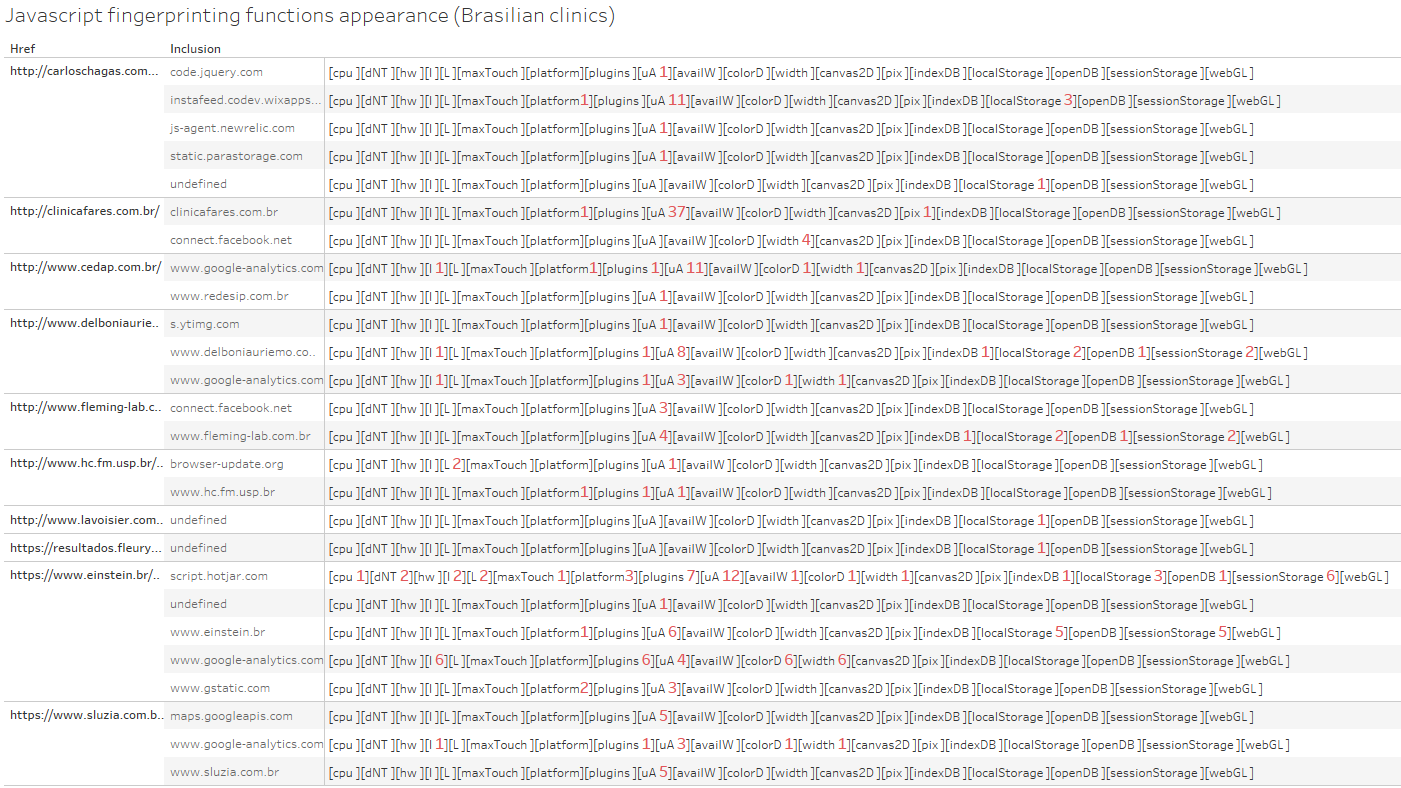 Javascript fingerprinting functions appearance (Brasilian clinics)
Href Inclusion
http://carloschagas.com... code.jquery.com [cpu ][dNT ][hw ][l ][L ][maxTouch ][platform][plugins ][uA 1][availW ][colorD ][width ][canvas2D ][pix ][indexDB ][localStorage ][openDB ][sessionStorage ][webGL ]
instafeed.codev.wixapps... [cpu ][dNT ][hw ][l ][L ][maxTouch ][platform1][plugins ][uA 11][availW ][colorD ][width ][canvas2D ][pix ][indexDB ][localStorage 3][openDB ][sessionStorage ][webGL ]
js-agent.newrelic.com [cpu ][dNT ][hw ][l ][L ][maxTouch ][platform][plugins ][uA 1][availW ][colorD ][width ][canvas2D ][pix ][indexDB ][localStorage ][openDB ][sessionStorage ][webGL ]
static.parastorage.com [cpu ][dNT ][hw ][l ][L ][maxTouch ][platform][plugins ][uA 1][availW ][colorD ][width ][canvas2D ][pix ][indexDB ][localStorage ][openDB ][sessionStorage ][webGL ]
undefined [cpu ][dNT ][hw ][l ][L ][maxTouch ][platform][plugins ][uA ][availW ][colorD ][width ][canvas2D ][pix ][indexDB ][localStorage 1][openDB ][sessionStorage ][webGL ]
http://clinicafares.com.br/ clinicafares.com.br [cpu ][dNT ][hw ][l ][L ][maxTouch ][platform1][plugins ][uA 37][availW ][colorD ][width ][canvas2D ][pix 1][indexDB ][localStorage ][openDB ][sessionStorage ][webGL ]
connect.facebook.net [cpu ][dNT ][hw ][l ][L ][maxTouch ][platform][plugins ][uA ][availW ][colorD ][width 4][canvas2D ][pix ][indexDB ][localStorage ][openDB ][sessionStorage ][webGL ]
http://www.cedap.com.br/ www.google-analytics.com [cpu ][dNT ][hw ][l 1][L ][maxTouch ][platform1][plugins 1][uA 11][availW ][colorD 1][width 1][canvas2D ][pix ][indexDB ][localStorage ][openDB ][sessionStorage ][webGL ]
www.redesip.com.br [cpu ][dNT ][hw ][l ][L ][maxTouch ][platform][plugins ][uA 1][availW ][colorD ][width ][canvas2D ][pix ][indexDB ][localStorage ][openDB ][sessionStorage ][webGL ]
http://www.delboniaurie.. s.ytimg.com [cpu ][dNT ][hw ][l ][L ][maxTouch ][platform][plugins ][uA 1][availW ][colorD ][width ][canvas2D ][pix ][indexDB ][localStorage ][openDB ][sessionStorage ][webGL ]
www.delboniauriemo.co.. [cpu ][dNT ][hw ][l 1][L ][maxTouch ][platform][plugins 1][uA 8][availW ][colorD ][width ][canvas2D ][pix ][indexDB 1][localStorage 2][openDB 1][sessionStorage 2][webGL ]
www.google-analytics.com [cpu ][dNT ][hw ][l 1][L ][maxTouch ][platform][plugins 1][uA 3][availW ][colorD 1][width 1][canvas2D ][pix ][indexDB ][localStorage ][openDB ][sessionStorage ][webGL ]
http://www.fleming-lab.c.. connect.facebook.net [cpu ][dNT ][hw ][l ][L ][maxTouch ][platform][plugins ][uA 3][availW ][colorD ][width ][canvas2D ][pix ][indexDB ][localStorage ][openDB ][sessionStorage ][webGL ]
www.fleming-lab.com.br [cpu ][dNT ][hw ][l ][L ][maxTouch ][platform][plugins ][uA 4][availW ][colorD ][width ][canvas2D ][pix ][indexDB 1][localStorage 2][openDB 1][sessionStorage 2][webGL ]
http://www.hc.fm.usp.br/.. browser-update.org [cpu ][dNT ][hw ][l ][L 2][maxTouch ][platform][plugins ][uA 1][availW ][colorD ][width ][canvas2D ][pix ][indexDB ][localStorage ][openDB ][sessionStorage ][webGL ]
www.hc.fm.usp.br [cpu ][dNT ][hw ][l ][L ][maxTouch ][platform1][plugins 1][uA 1][availW ][colorD ][width ][canvas2D ][pix ][indexDB ][localStorage ][openDB ][sessionStorage ][webGL ]
http://www.lavoisier.com.. undefined [cpu ][dNT ][hw ][l ][L ][maxTouch ][platform][plugins ][uA ][availW ][colorD ][width ][canvas2D ][pix ][indexDB ][localStorage 1][openDB ][sessionStorage ][webGL ]
https://resultados.fleury... undefined [cpu ][dNT ][hw ][l ][L ][maxTouch ][platform][plugins ][uA ][availW ][colorD ][width ][canvas2D ][pix ][indexDB ][localStorage 1][openDB ][sessionStorage ][webGL ]
https://www.einstein.br/.. script.hotjar.com [cpu 1][dNT 2][hw ][l 2][L 2][maxTouch 1][platform3][plugins 7][uA 12][availW 1][colorD 1][width 1][canvas2D ][pix ][indexDB 1][localStorage 3][openDB 1][sessionStorage 6][webGL ]
undefined [cpu ][dNT ][hw ][l ][L ][maxTouch ][platform][plugins ][uA 1][availW ][colorD ][width ][canvas2D ][pix ][indexDB ][localStorage ][openDB ][sessionStorage ][webGL ]
www.einstein.br [cpu ][dNT ][hw ][l ][L ][maxTouch ][platform1][plugins ][uA 6][availW ][colorD ][width ][canvas2D ][pix ][indexDB ][localStorage 5][openDB ][sessionStorage 5][webGL ]
www.google-analytics.com [cpu ][dNT ][hw ][l 6][L ][maxTouch ][platform][plugins 6][uA 4][availW ][colorD 6][width 6][canvas2D ][pix ][indexDB ][localStorage ][openDB ][sessionStorage ][webGL ]
www.gstatic.com [cpu ][dNT ][hw ][l ][L ][maxTouch ][platform2][plugins ][uA 3][availW ][colorD ][width ][canvas2D ][pix ][indexDB ][localStorage ][openDB ][sessionStorage ][webGL ]
https://www.sluzia.com.b.. maps.googleapis.com [cpu ][dNT ][hw ][l ][L ][maxTouch ][platform][plugins ][uA 5][availW ][colorD ][width ][canvas2D ][pix ][indexDB ][localStorage ][openDB ][sessionStorage ][webGL ]
www.google-analytics.com [cpu ][dNT ][hw ][l 1][L ][maxTouch ][platform][plugins 1][uA 3][availW ][colorD 1][width 1][canvas2D ][pix ][indexDB ][localStorage ][openDB ][sessionStorage ][webGL ]
www.sluzia.com.br [cpu ][dNT ][hw ][l ][L ][maxTouch ][platform][plugins ][uA 5][availW ][colorD ][width ][canvas2D ][pix ][indexDB ][localStorage ][openDB ][sessionStorage ][webGL ]